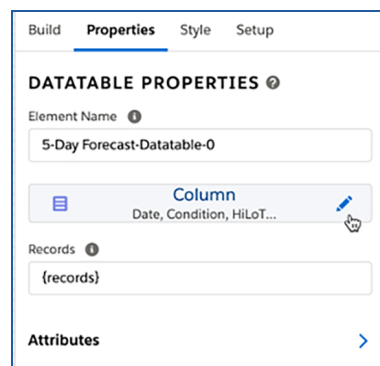 Build Properties Style Setup
DATATABLE PROPERTIES
Element Name
5-Day Forecast-Datatable-0
Column
Date, Condition, HiLoT...
Records
{records}
Attributes